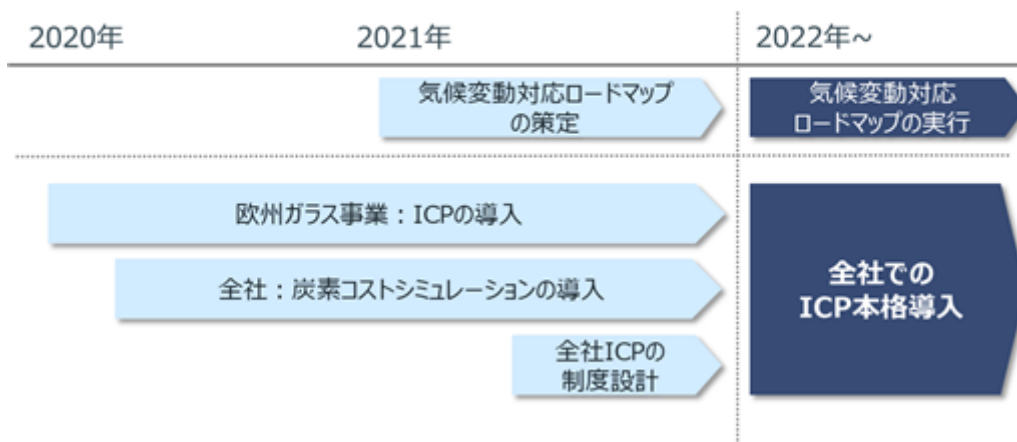 2020年
2021年
2022年~
気候変動対応ロードマップ
の策定
気候変動対応
ロードマップの実行
欧州ガラス事業：ICPの導入
全社：炭素コストシミュレーションの導入
全社ICPの
制度設計
全社での
ICP本格導入